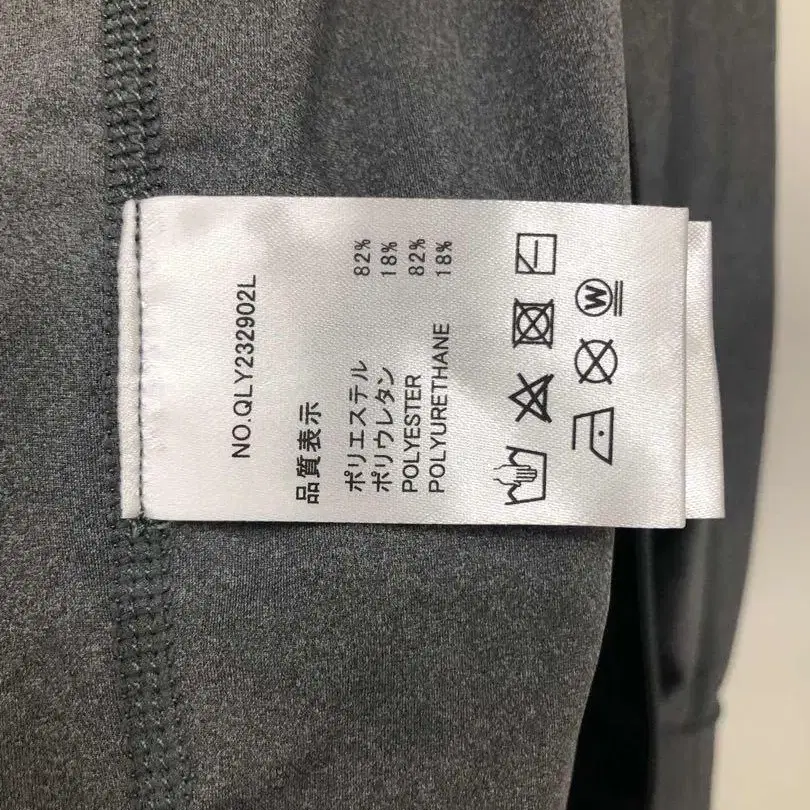 NO.QLY232902L
品質表示
ポリエステル 82%
ポリウレタン 18%
POLYESTER 82%
POLYURETHANE 18%
W